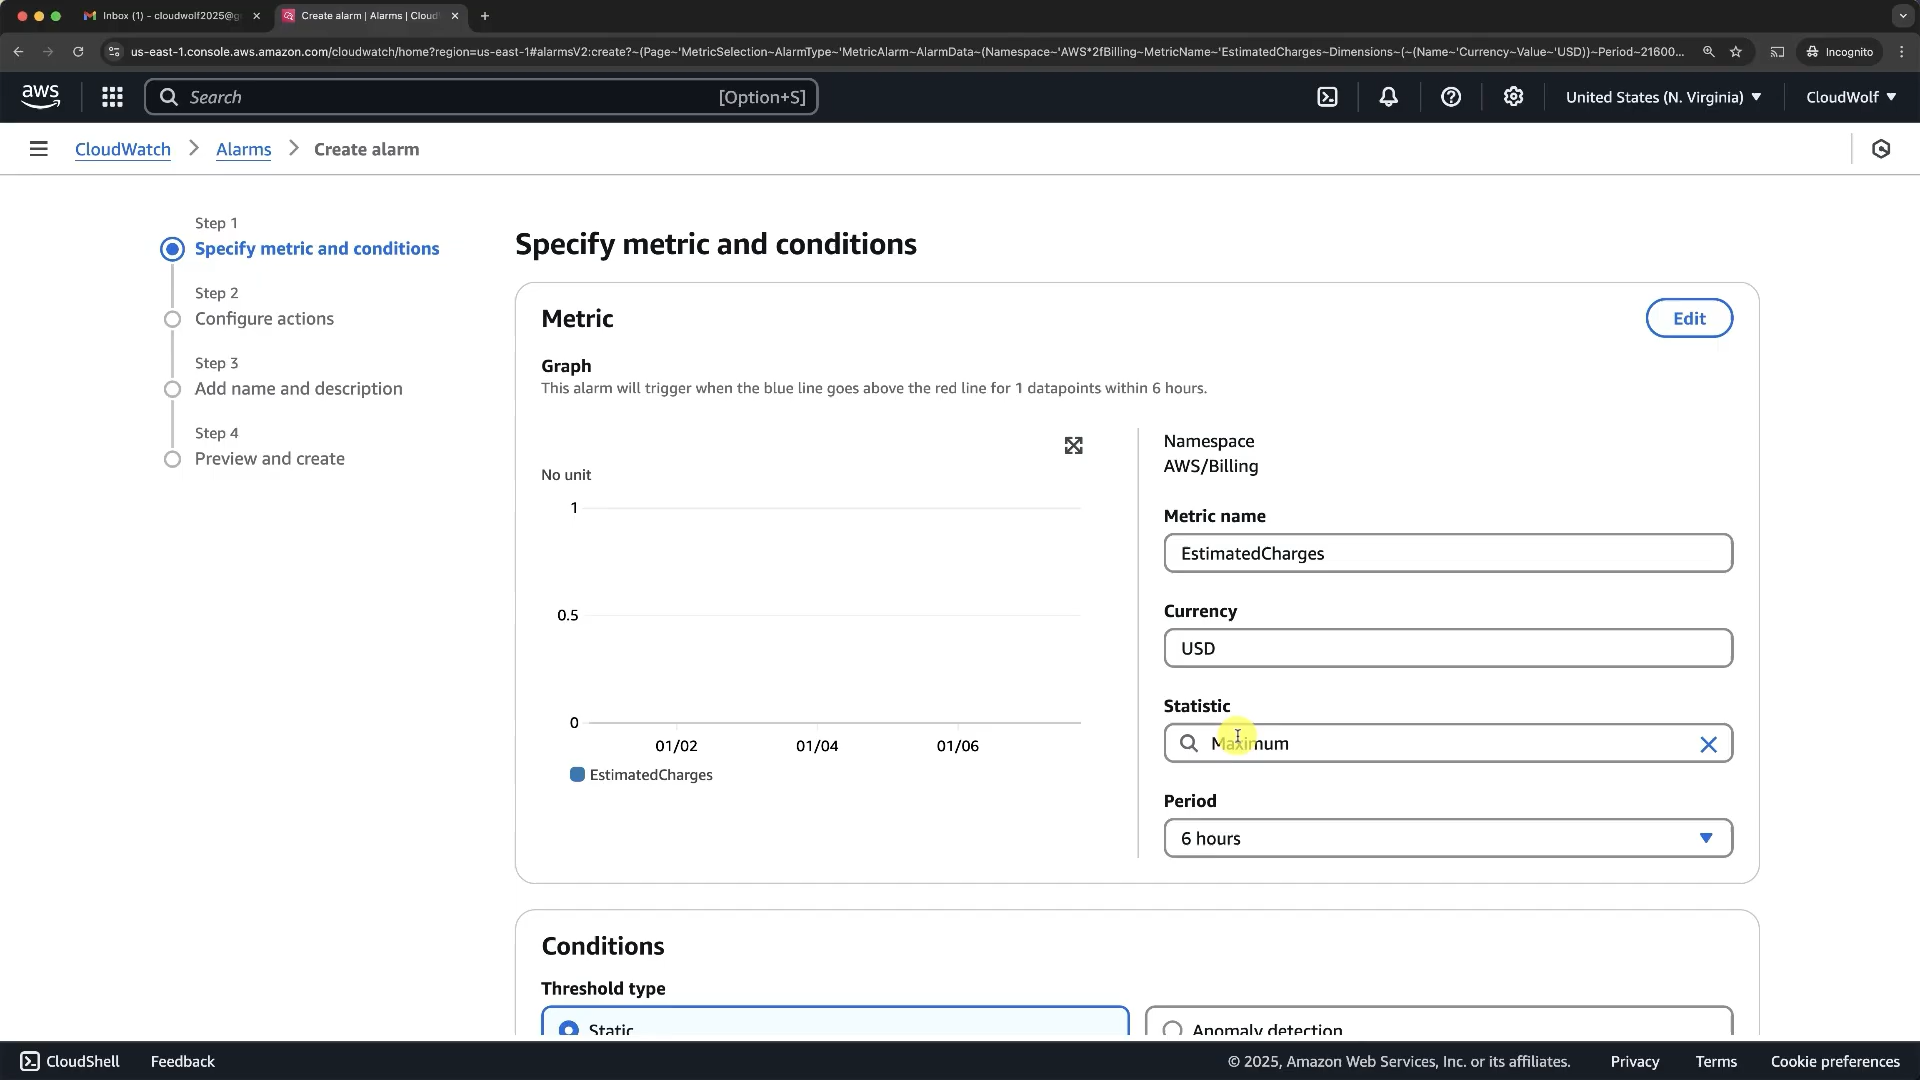 Inbox (1) - cloudwolf2025@g
Create alarm | Alarms | Cloud
us-east-1.console.aws.amazon.com/cloudwatch/home?region=us-east-1#alarmsV2:create?~(Page~'MetricSelection~AlarmType~'MetricAlarm~AlarmData~(Namespace~'AWS*2fBilling~MetricName~'EstimatedCharges~Dimensions~(~(Name~'Currency~Value~'USD))~Period~21600...
Incognito
aws
Search
[Option+S]
United States (N. Virginia)
CloudWolf
CloudWatch > Alarms > Create alarm
Step 1
Specify metric and conditions
Step 2
Configure actions
Step 3
Add name and description
Step 4
Preview and create
Specify metric and conditions
Metric
Edit
Graph
This alarm will trigger when the blue line goes above the red line for 1 datapoints within 6 hours.
No unit
1
0.5
0
01/02
01/04
01/06
EstimatedCharges
Namespace
AWS/Billing
Metric name
EstimatedCharges
Currency
USD
Statistic
Maximum
Period
6 hours
Conditions
Threshold type
Static
Anomaly detection
CloudShell
Feedback
© 2025, Amazon Web Services, Inc. or its affiliates.
Privacy
Terms
Cookie preferences